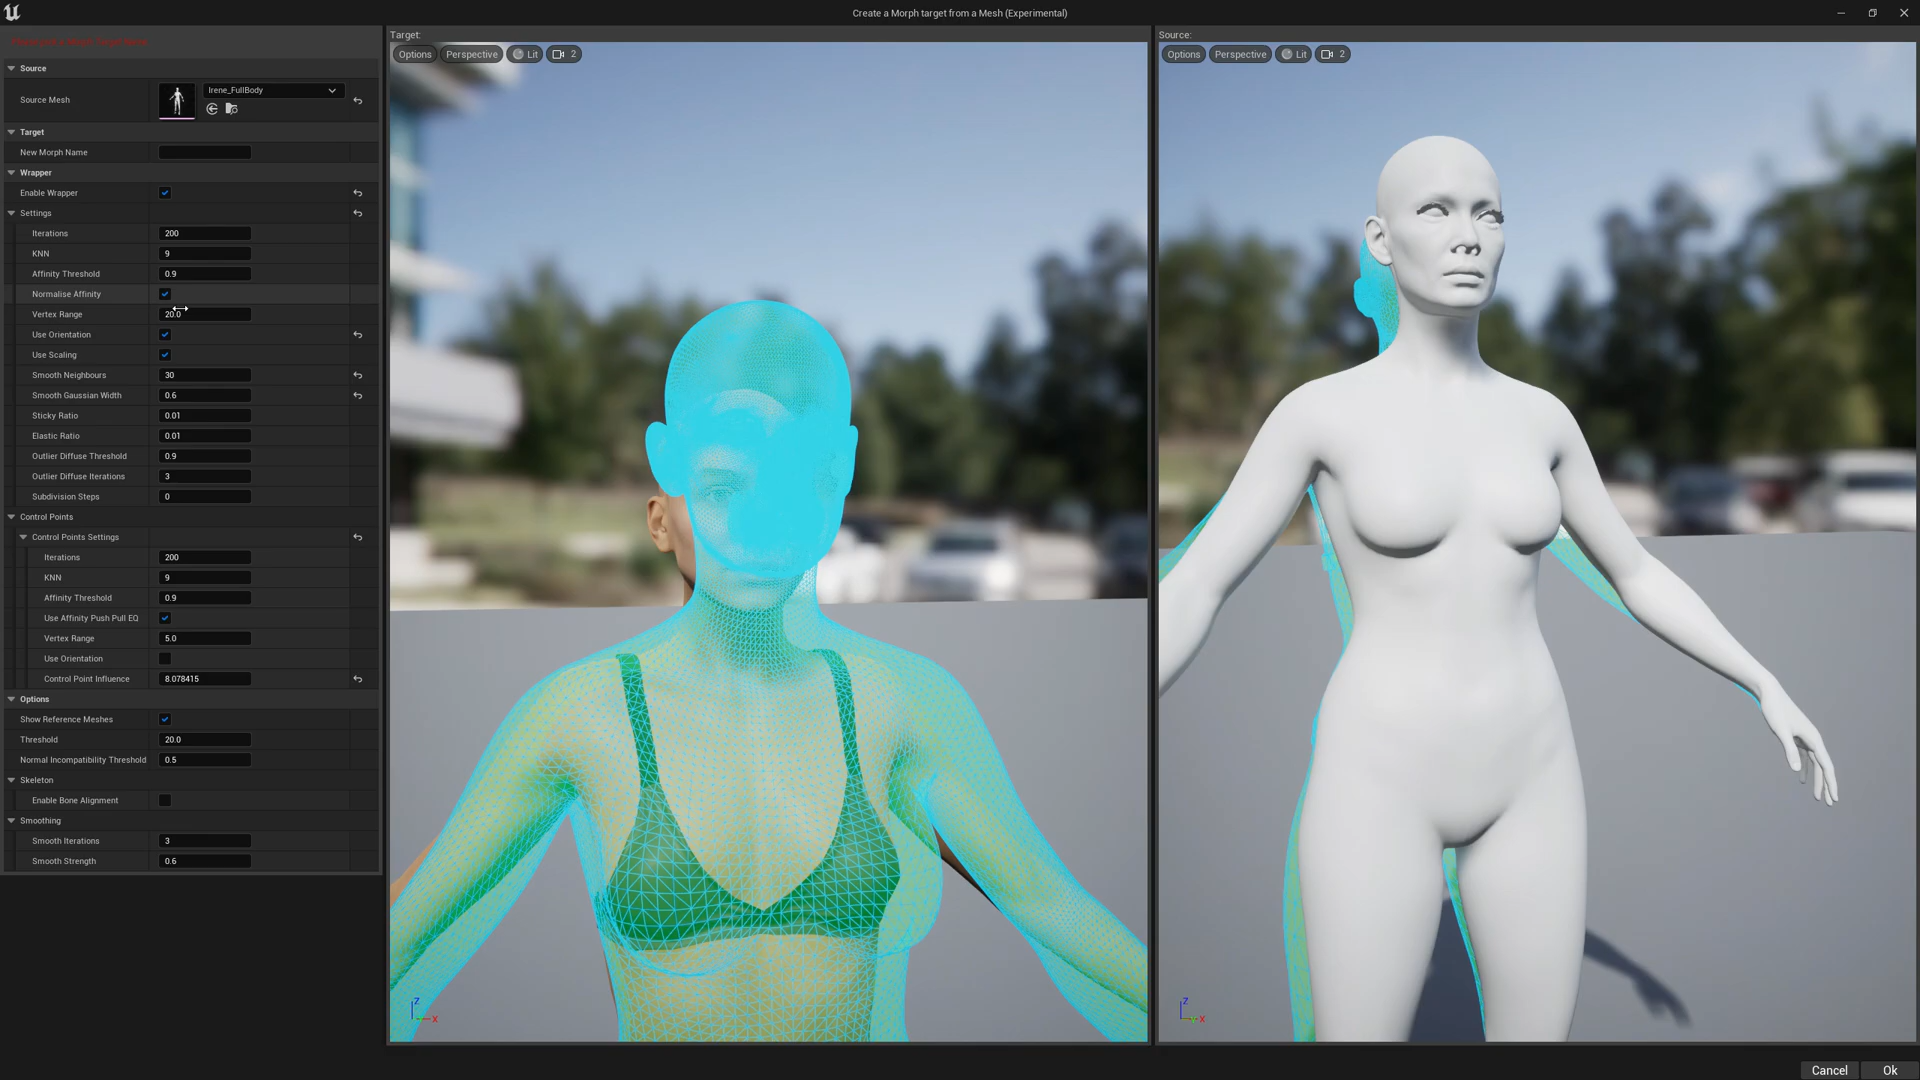 Create a Morph target from a Mesh (Experimental)
Source
Source Mesh
Irene_FullBody
Target
New Morph Name
Wrapper
Enable Wrapper
Settings
Iterations 200
KNN 9
Affinity Threshold 0.9
Normalise Affinity
Vertex Range 20.0
Use Orientation
Use Scaling
Smooth Neighbours 30
Smooth Gaussian Width 0.6
Sticky Ratio 0.01
Elastic Ratio 0.01
Outlier Diffuse Threshold 0.9
Outlier Diffuse Iterations 3
Subdivision Steps 0
Control Points
Control Points Settings
Iterations 200
KNN 9
Affinity Threshold 0.9
Use Affinity Push Pull EQ
Vertex Range 5.0
Use Orientation
Control Point Influence 8.078415
Options
Show Reference Meshes
Threshold 20.0
Normal Incompatibility Threshold 0.5
Skeleton
Enable Bone Alignment
Smoothing
Smooth Iterations 3
Smooth Strength 0.6
Target:
Options Perspective Lit 2
Z
X
Source:
Options Perspective Lit 2
Z
X
Cancel Ok